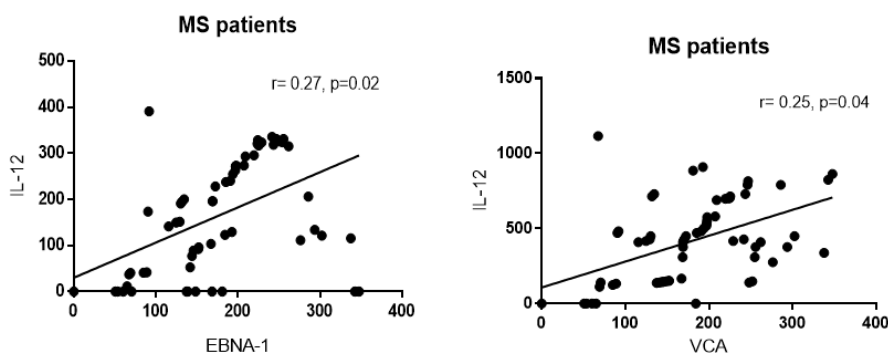 MS patients
r= 0.27, p=0.02
IL-12
500
400
300
200
100
0
0 100 200 300 400
EBNA-1
MS patients
r= 0.25, p=0.04
IL-12
1500
1000
500
0
0 100 200 300 400
VCA